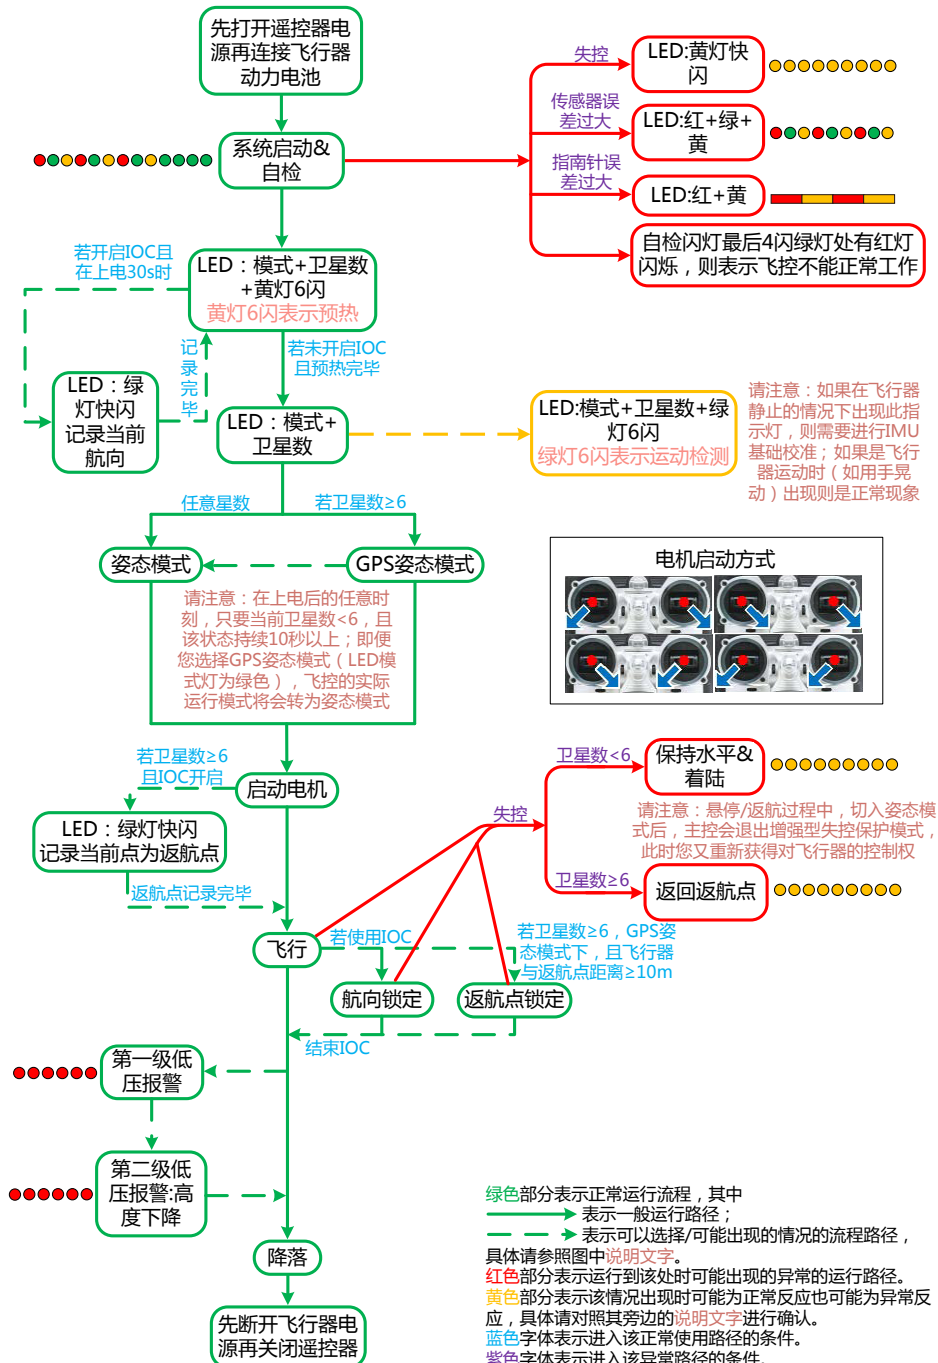 先打开遥控器电
源再连接飞行器
动力电池
失控
LED:黄灯快
闪
传感器误
差过大
LED:红+绿+
黄
系统启动&
自检
指南针误
差过大
LED:红+黄
自检闪灯最后4闪绿灯处有红灯
闪烁，则表示飞控不能正常工作
若开启IOC且
在上电30s时
LED：模式+卫星数
+黄灯6闪
黄灯6闪表示预热
记录完毕
若未开启IOC
且预热完毕
LED：绿
灯快闪
记录当前
航向
LED：模式+
卫星数
LED:模式+卫星数+绿
灯6闪
绿灯6闪表示运动检测
请注意：如果在飞行器
静止的情况下出现此指
示灯，则需要进行IMU
基础校准；如果是飞行
器运动时（如用手晃
动）出现则是正常现象
任意星数
若卫星数≥6
姿态模式
GPS姿态模式
请注意：在上电后的任意时
刻，只要当前卫星数<6，且
该状态持续10秒以上；即便
您选择GPS姿态模式（LED模
式灯为绿色），飞控的实际
运行模式将会转为姿态模式
电机启动方式
若卫星数≥6
且IOC开启
启动电机
LED：绿灯快闪
记录当前点为返航点
返航点记录完毕
失控
卫星数<6
保持水平&
着陆
请注意：悬停/返航过程中，切入姿态模
式后，主控会退出增强型失控保护模式，
此时您又重新获得对飞行器的控制权
卫星数≥6
返回返航点
飞行
若使用IOC
若卫星数≥6，GPS姿
态模式下，且飞行器
与返航点距离≥10m
航向锁定
返航点锁定
结束IOC
第一级低
压报警
第二级低
压报警:高
度下降
降落
先断开飞行器电
源再关闭遥控器
绿色部分表示正常运行流程，其中
表示一般运行路径；
表示可以选择/可能出现的情况的流程路径，
具体请参照图中说明文字。
红色部分表示运行到该处时可能出现的异常的运行路径。
黄色部分表示该情况出现时可能为正常反应也可能为异常反
应，具体请对照其旁边的说明文字进行确认。
蓝色字体表示进入该正常使用路径的条件。
紫色字体表示进入该异常路径的条件。